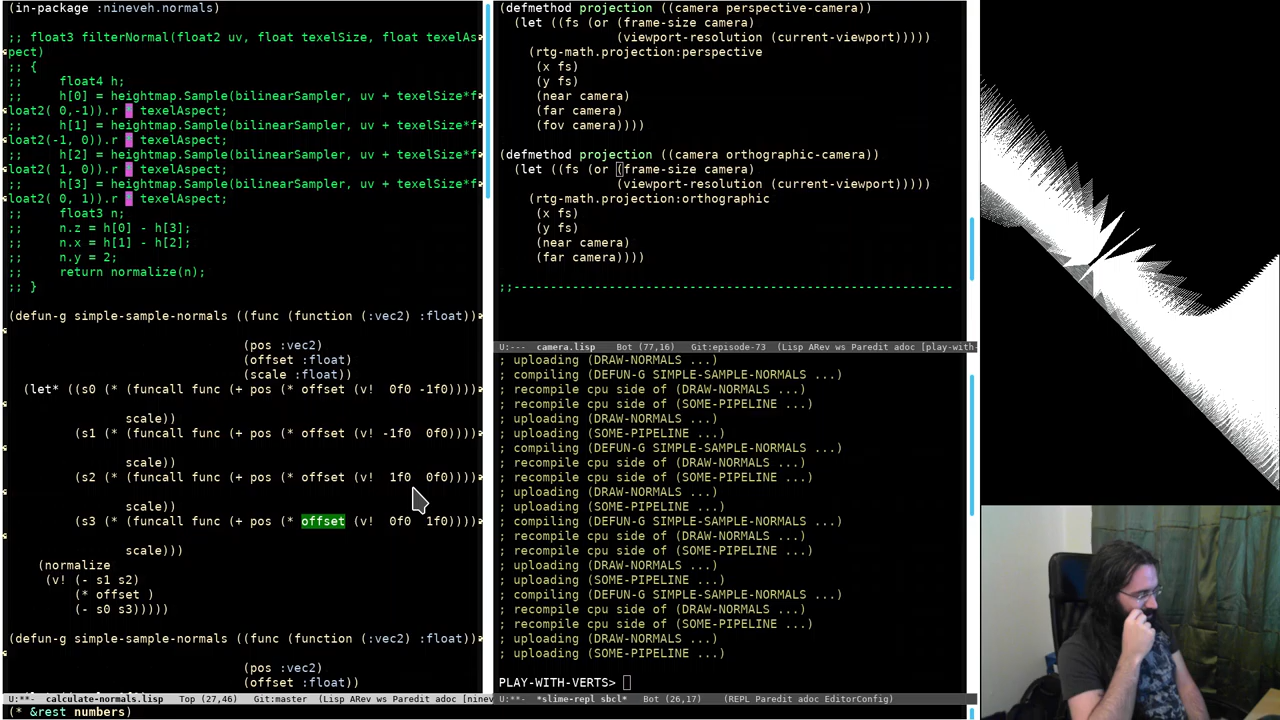 (in-package :nineveh.normals)
;; float3 filterNormal(float2 uv, float texelSize, float texelAs
pect)
;; {
;;     float4 h;
;;     h[0] = heightmap.Sample(bilinearSampler, uv + texelSize*f
loat2( 0,-1)).r * texelAspect;
;;     h[1] = heightmap.Sample(bilinearSampler, uv + texelSize*f
loat2(-1, 0)).r * texelAspect;
;;     h[2] = heightmap.Sample(bilinearSampler, uv + texelSize*f
loat2( 1, 0)).r * texelAspect;
;;     h[3] = heightmap.Sample(bilinearSampler, uv + texelSize*f
loat2( 0, 1)).r * texelAspect;
;;     float3 n;
;;     n.z = h[0] - h[3];
;;     n.x = h[1] - h[2];
;;     n.y = 2;
;;     return normalize(n);
;; }
(defun-g simple-sample-normals ((func (function (:vec2) :float))
(pos :vec2)
(offset :float)
(scale :float))
(let* ((s0 (* (funcall func (+ pos (* offset (v!  0f0 -1f0))))
scale))
(s1 (* (funcall func (+ pos (* offset (v! -1f0  0f0))))
scale))
(s2 (* (funcall func (+ pos (* offset (v!  1f0  0f0))))
scale))
(s3 (* (funcall func (+ pos (* offset (v!  0f0  1f0))))
scale)))
(normalize
(v! (- s1 s2)
(* offset )
(- s0 s3)))))
(defun-g simple-sample-normals ((func (function (:vec2) :float))
(pos :vec2)
(offset :float))
U:**-  calculate-normals.lisp   Top (27,46)    Git:master  (Lisp ARev ws Paredit adoc [ninev
(* &rest numbers)
(defmethod projection ((camera perspective-camera))
(let ((fs (or (frame-size camera)
(viewport-resolution (current-viewport)))))
(rtg-math.projection:perspective
(x fs)
(y fs)
(near camera)
(far camera)
(fov camera))))
(defmethod projection ((camera orthographic-camera))
(let ((fs (or (frame-size camera)
(viewport-resolution (current-viewport)))))
(rtg-math.projection:orthographic
(x fs)
(y fs)
(near camera)
(far camera))))
;;------------------------------------------------------------
U:---  camera.lisp    Bot (77,16)    Git:episode-73  (Lisp ARev ws Paredit adoc [play-with-
; uploading (DRAW-NORMALS ...)
; compiling (DEFUN-G SIMPLE-SAMPLE-NORMALS ...)
; recompile cpu side of (DRAW-NORMALS ...)
; recompile cpu side of (SOME-PIPELINE ...)
; uploading (DRAW-NORMALS ...)
; uploading (SOME-PIPELINE ...)
; compiling (DEFUN-G SIMPLE-SAMPLE-NORMALS ...)
; recompile cpu side of (DRAW-NORMALS ...)
; recompile cpu side of (SOME-PIPELINE ...)
; uploading (DRAW-NORMALS ...)
; uploading (SOME-PIPELINE ...)
; compiling (DEFUN-G SIMPLE-SAMPLE-NORMALS ...)
; recompile cpu side of (DRAW-NORMALS ...)
; recompile cpu side of (SOME-PIPELINE ...)
; uploading (DRAW-NORMALS ...)
; uploading (SOME-PIPELINE ...)
; compiling (DEFUN-G SIMPLE-SAMPLE-NORMALS ...)
; recompile cpu side of (DRAW-NORMALS ...)
; recompile cpu side of (SOME-PIPELINE ...)
; uploading (DRAW-NORMALS ...)
; uploading (SOME-PIPELINE ...)
PLAY-WITH-VERTS>
U:**-  *slime-repl sbcl*   Bot (26,17)    (REPL Paredit adoc EditorConfig)